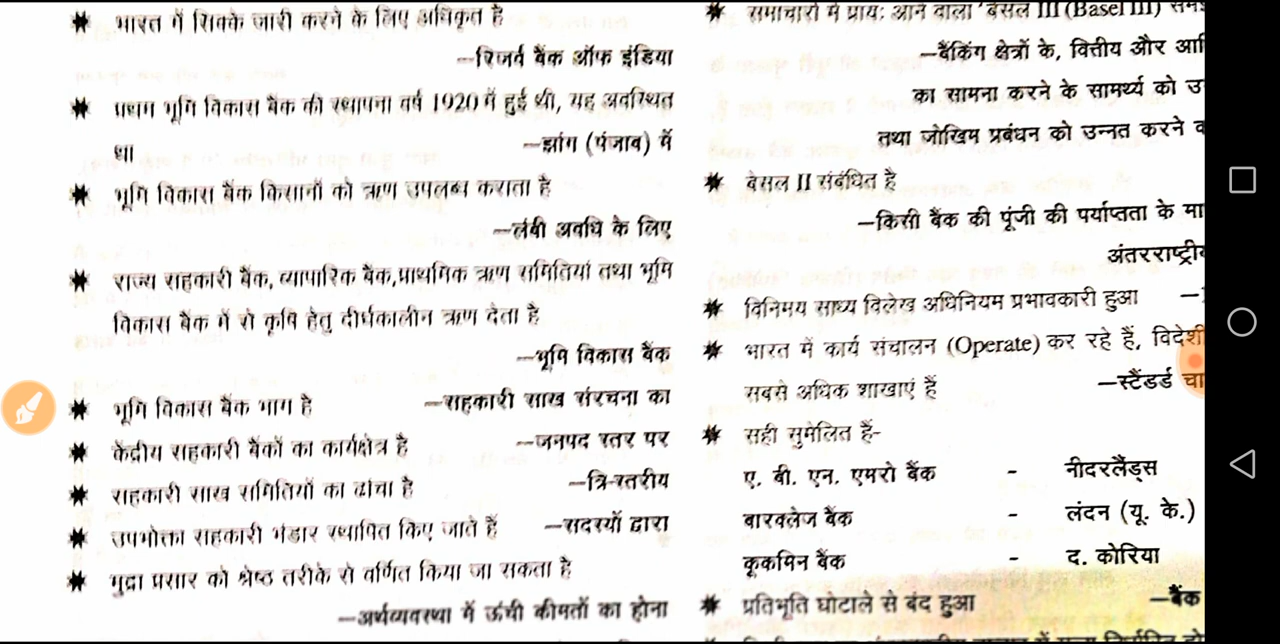 ✷ भारत में सिक्के जारी करने के लिए अधिकृत है
–रिजर्व बैंक ऑफ इंडिया
✷ प्रथम भूमि विकास बैंक की स्थापना वर्ष 1920 में हुई थी, यह अवस्थित
था –झांग (पंजाब) में
✷ भूमि विकास बैंक किसानों को ऋण उपलब्ध कराता है
–लंबी अवधि के लिए
✷ राज्य सहकारी बैंक, व्यापारिक बैंक,प्राथमिक ऋण समितियां तथा भूमि
विकास बैंक में से कृषि हेतु दीर्घकालीन ऋण देता है
–भूमि विकास बैंक
✷ भूमि विकास बैंक भाग है –सहकारी साख संरचना का
✷ केंद्रीय सहकारी बैंकों का कार्यक्षेत्र है –जनपद स्तर पर
✷ सहकारी साख समितियों का ढांचा है –त्रि-स्तरीय
✷ उपभोक्ता सहकारी भंडार स्थापित किए जाते हैं –सदस्यों द्वारा
✷ मुद्रा प्रसार को श्रेष्ठ तरीके से वर्णित किया जा सकता है
–अर्थव्यवस्था में ऊंची कीमतों का होना
✷ समाचारों में प्राय: आने वाला 'बेसल III (Basel III)
–बैंकिंग क्षेत्रों के, वित्तीय और
का सामना करने के सामर्थ्य को
तथा जोखिम प्रबंधन को उन्नत करने
✷ बेसल II संबंधित है
–किसी बैंक की पूंजी की पर्याप्तता के
अंतरराष्ट्रीय
✷ विनिमय साध्य विलेख अधिनियम प्रभावकारी हुआ –
✷ भारत में कार्य संचालन (Operate) कर रहे हैं, विदेशी
सबसे अधिक शाखाएं हैं –स्टैंडर्ड
✷ सही सुमेलित हैं-
ए. बी. एन. एमरो बैंक - नीदरलैंड्स
बारक्लेज बैंक - लंदन (यू. के.)
कूकमिन बैंक - द. कोरिया
✷ प्रतिभूति घोटाले से बंद हुआ –बैंक